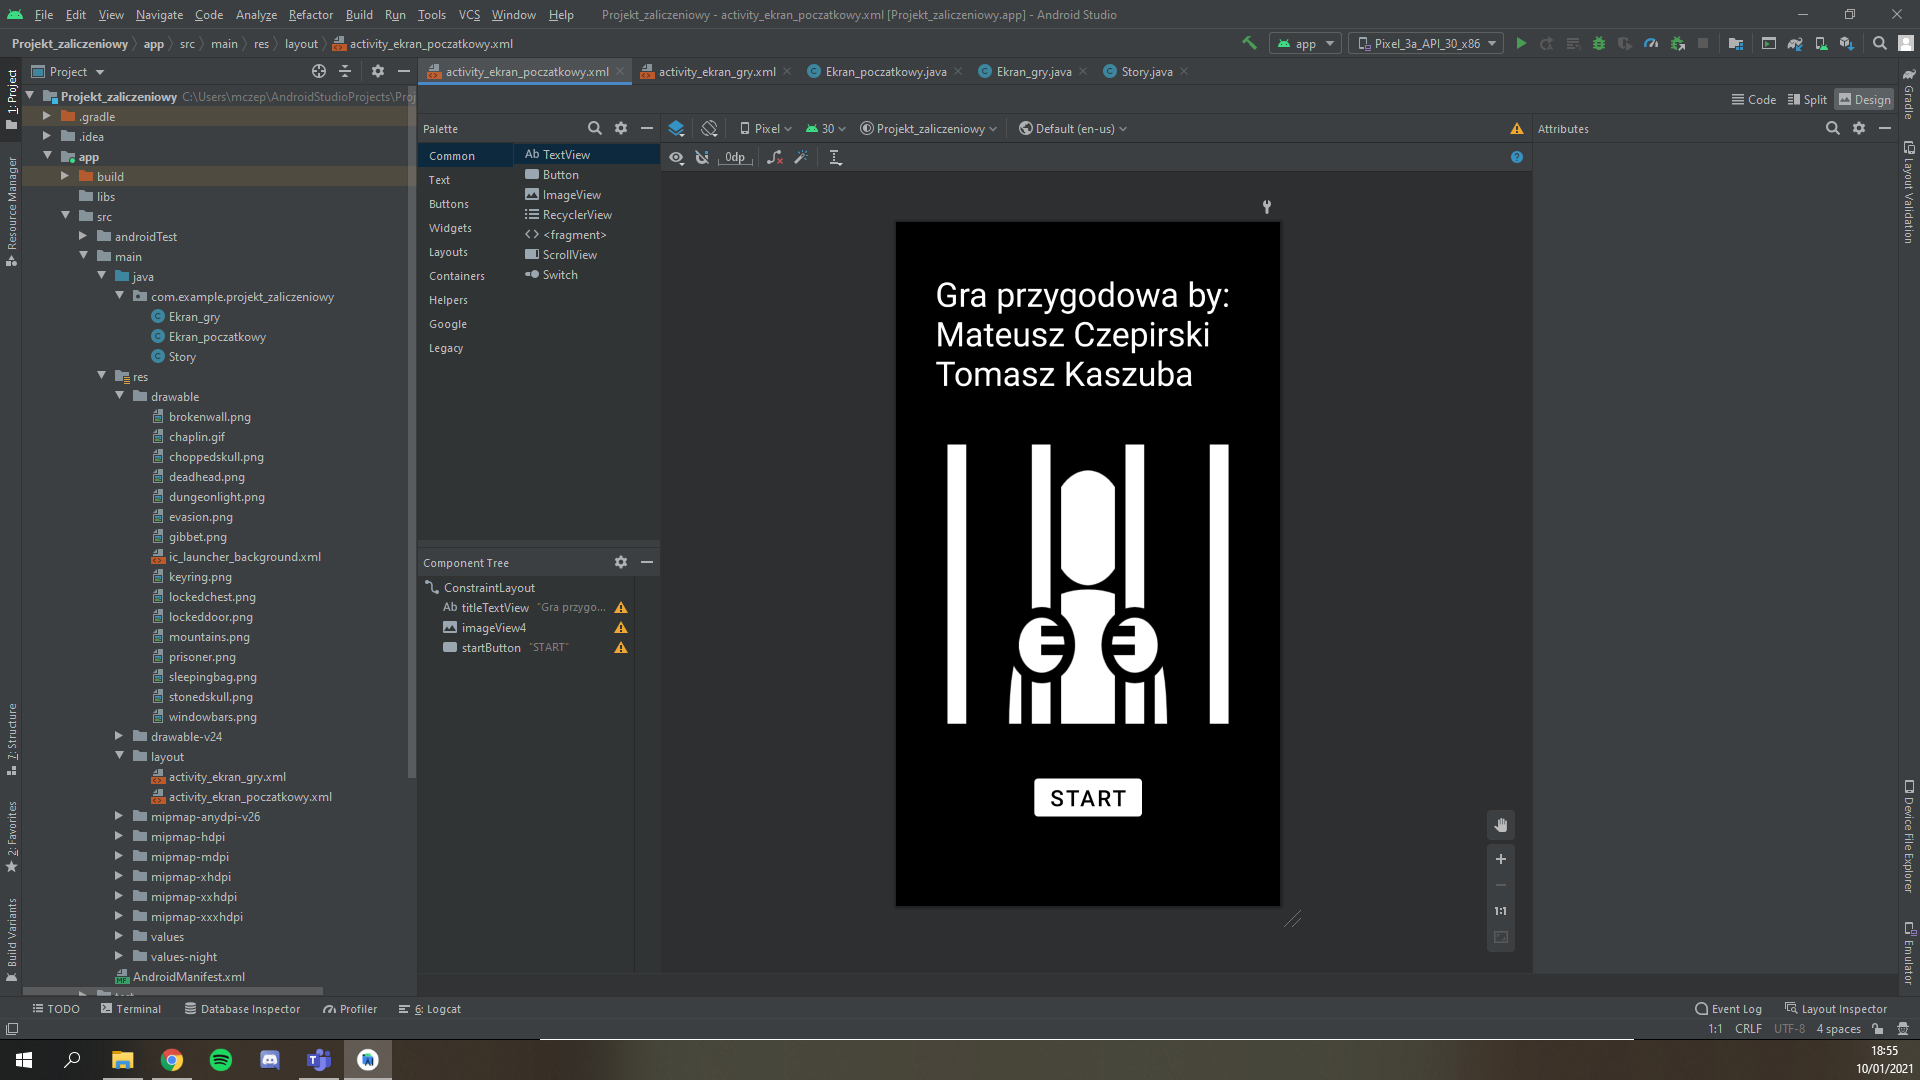 File Edit View Navigate Code Analyze Refactor Build Run Tools VCS Window Help Projekt_zaliczeniowy - activity_ekran_poczatkowy.xml [Projekt_zaliczeniowy.app] - Android Studio
Projekt_zaliczeniowy app src main res layout activity_ekran_poczatkowy.xml app Pixel_3a_API_30_x86
Project activity_ekran_poczatkowy.xml activity_ekran_gry.xml Ekran_poczatkowy.java Ekran_gry.java Story.java
1: Project
Resource Manager
7: Structure
2: Favorites
Build Variants
Projekt_zaliczeniowy C:\Users\mczep\AndroidStudioProjects\Proj
.gradle
.idea
app
build
libs
src
androidTest
main
java
com.example.projekt_zaliczeniowy
Ekran_gry
Ekran_poczatkowy
Story
res
drawable
brokenwall.png
chaplin.gif
choppedskull.png
deadhead.png
dungeonlight.png
evasion.png
gibbet.png
ic_launcher_background.xml
keyring.png
lockedchest.png
lockeddoor.png
mountains.png
prisoner.png
sleepingbag.png
stonedskull.png
windowbars.png
drawable-v24
layout
activity_ekran_gry.xml
activity_ekran_poczatkowy.xml
mipmap-anydpi-v26
mipmap-hdpi
mipmap-mdpi
mipmap-xhdpi
mipmap-xxhdpi
mipmap-xxxhdpi
values
values-night
AndroidManifest.xml
Code Split Design
Palette
Common
Text
Buttons
Widgets
Layouts
Containers
Helpers
Google
Legacy
Ab TextView
Button
ImageView
RecyclerView
<fragment>
ScrollView
Switch
Component Tree
ConstraintLayout
Ab titleTextView "Gra przygo...
imageView4
startButton "START"
Pixel 30 Projekt_zaliczeniowy Default (en-us)
0dp
Gra przygodowa by:
Mateusz Czepirski
Tomasz Kaszuba
START
1:1
Attributes
Gradle
Layout Validation
Device File Explorer
Emulator
TODO Terminal Database Inspector Profiler 6: Logcat Event Log Layout Inspector
1:1 CRLF UTF-8 4 spaces
18:55
10/01/2021